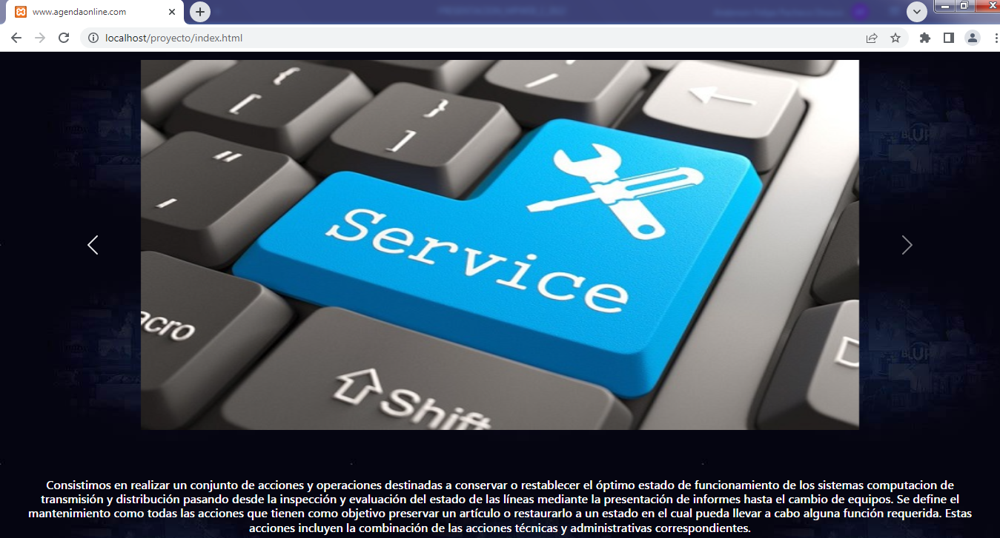 www.agendaonline.com
localhost/proyecto/index.html
{
[
}
]
"
,
Service
acro
Shift
D
BLUR
BLUR
Consistimos en realizar un conjunto de acciones y operaciones destinadas a conservar o restablecer el óptimo estado de funcionamiento de los sistemas computacion de
transmisión y distribución pasando desde la inspección y evaluación del estado de las líneas mediante la presentación de informes hasta el cambio de equipos. Se define el
mantenimiento como todas las acciones que tienen como objetivo preservar un artículo o restaurarlo a un estado en el cual pueda llevar a cabo alguna función requerida. Estas
acciones incluyen la combinación de las acciones técnicas y administrativas correspondientes.